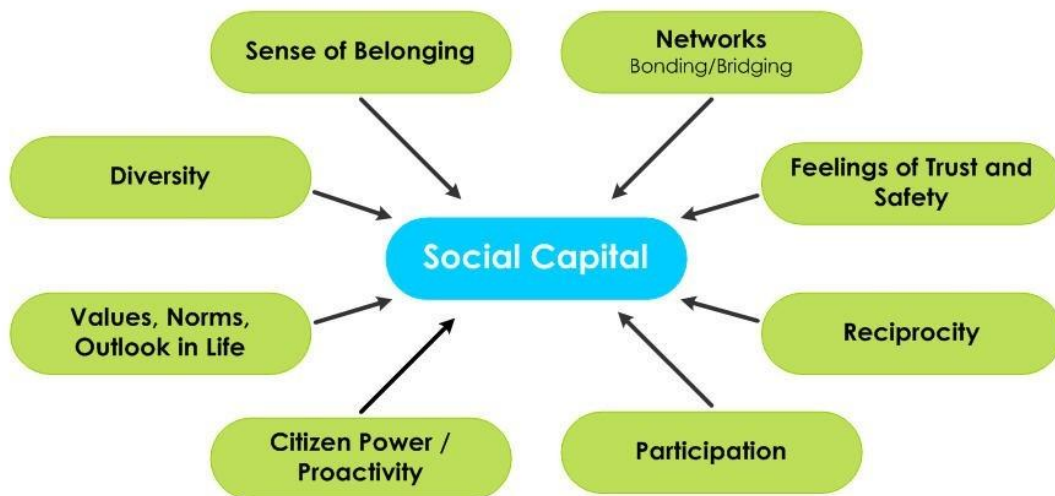 Sense of Belonging
Networks
Bonding/Bridging
Diversity
Feelings of Trust and
Safety
Social Capital
Values, Norms,
Outlook in Life
Reciprocity
Citizen Power /
Proactivity
Participation